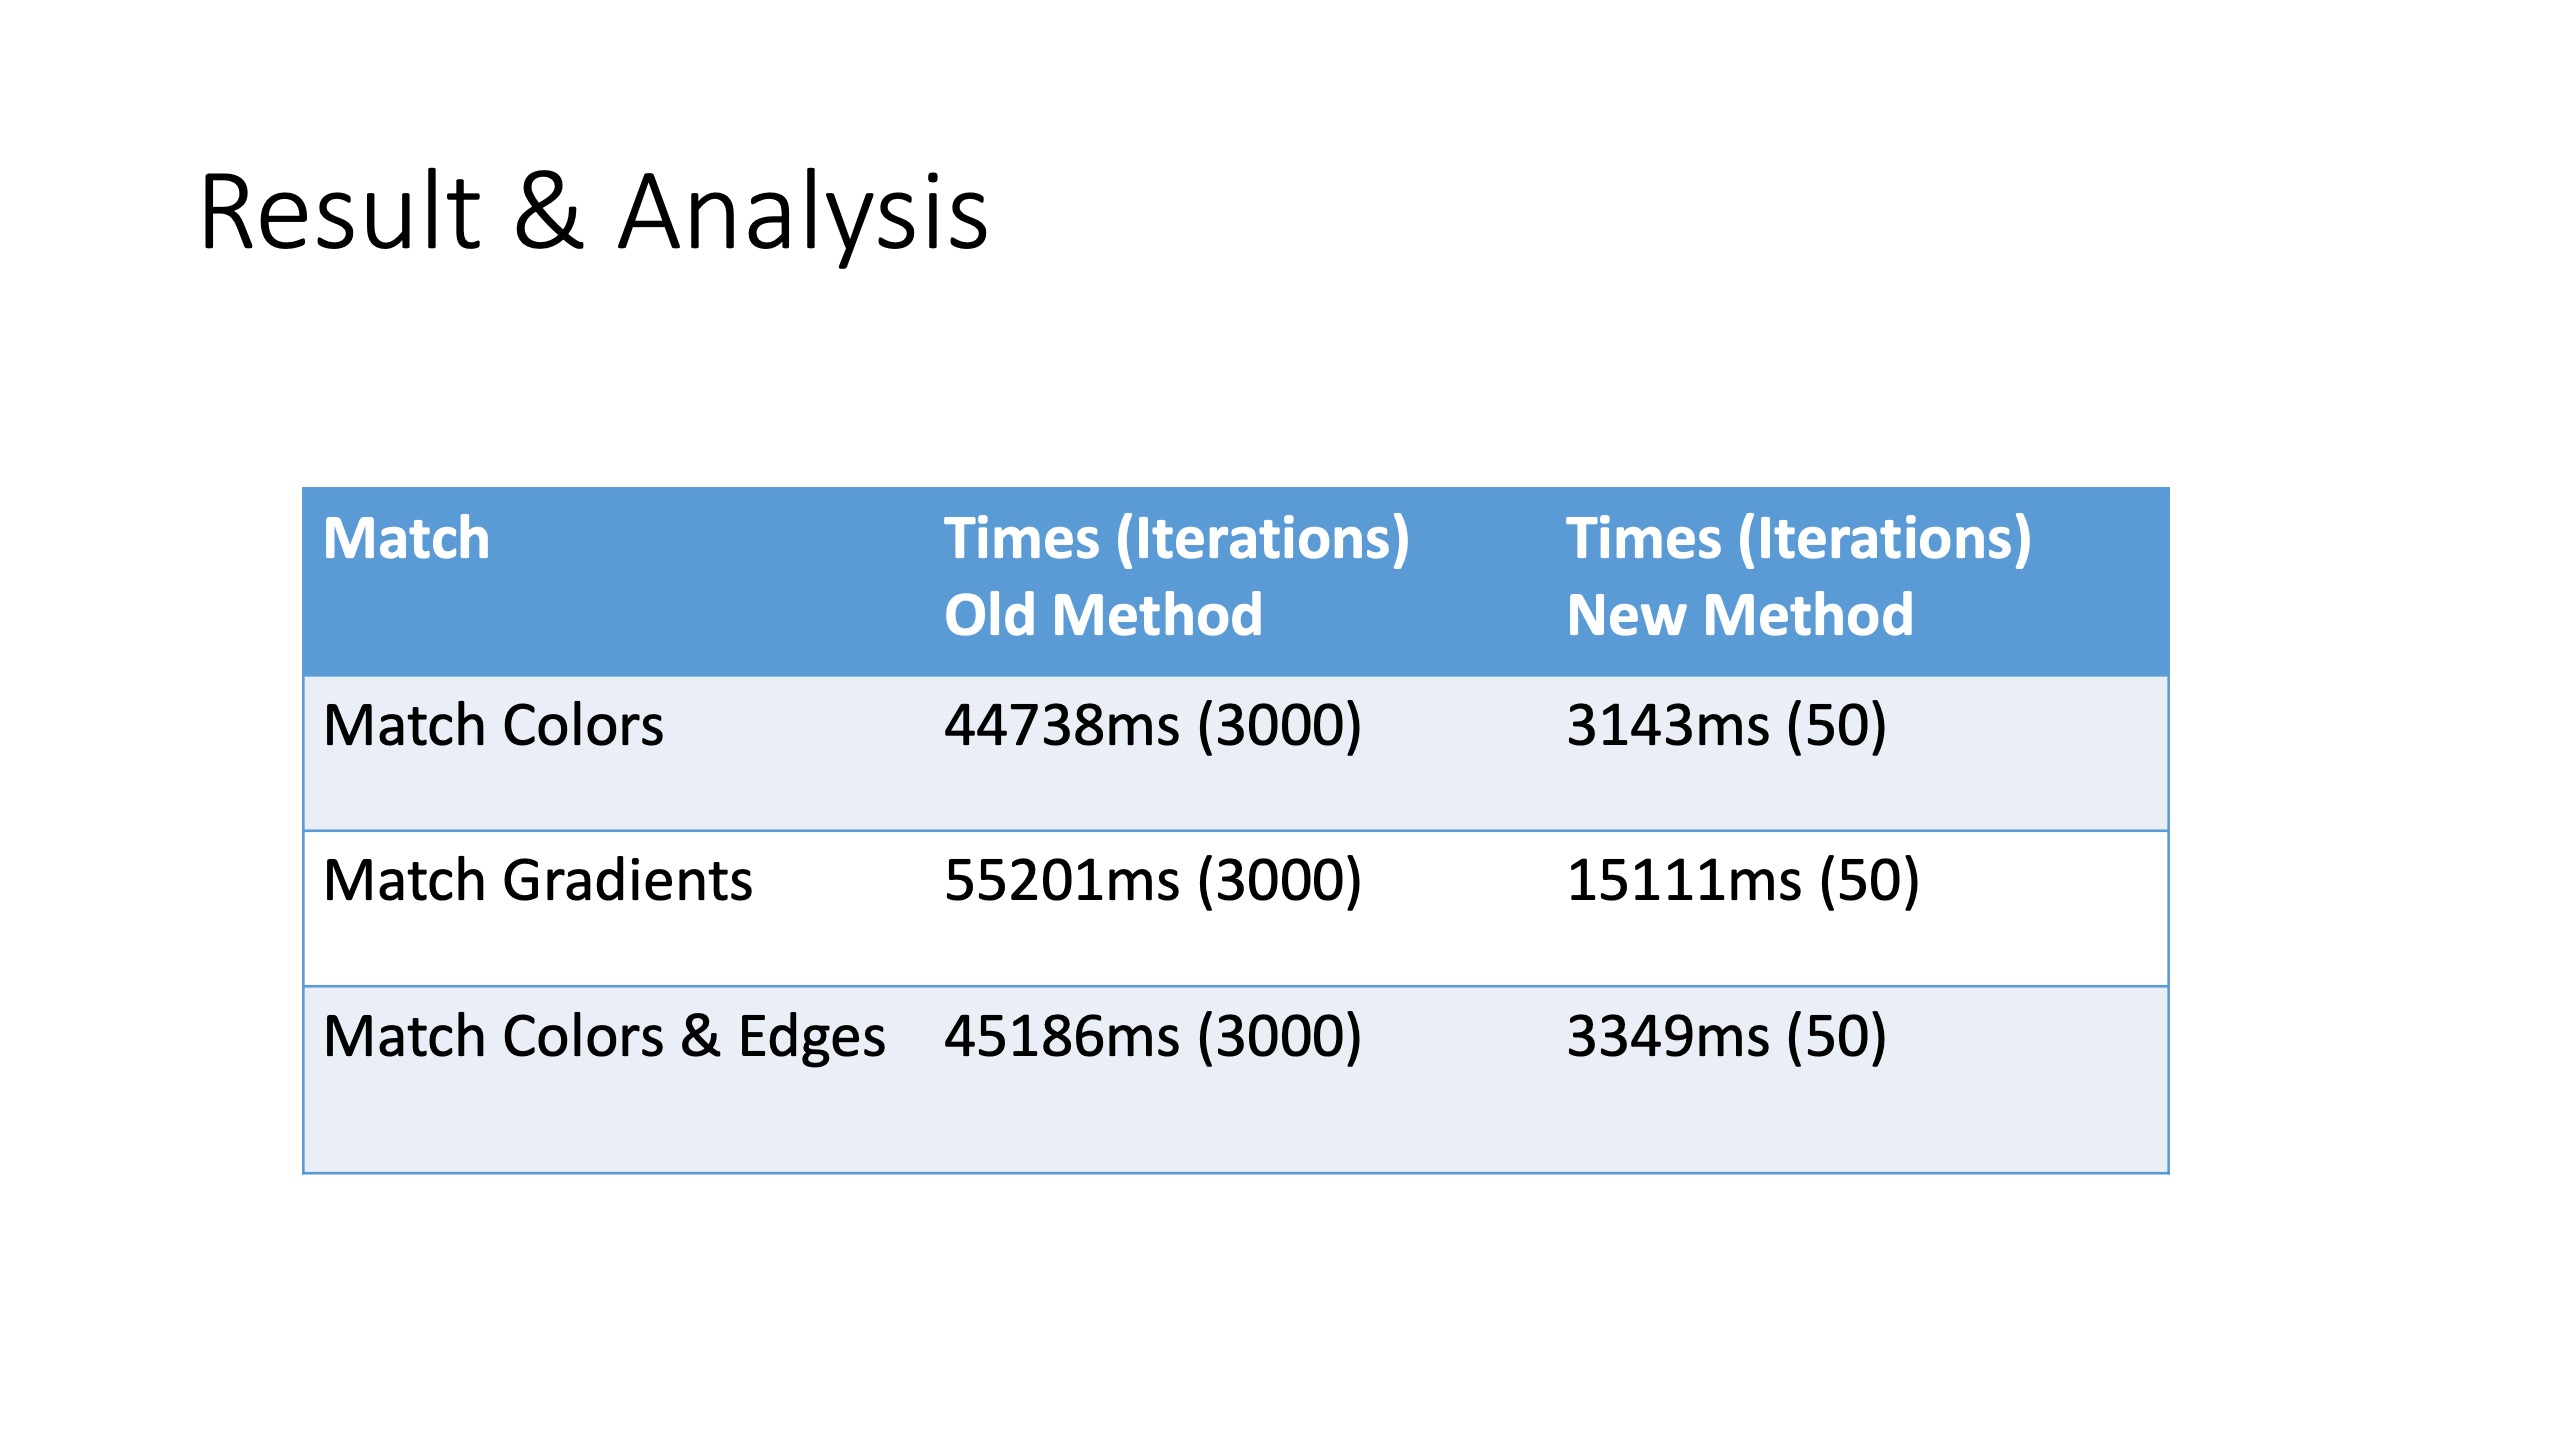 Result & Analysis
Match
Times (Iterations)
Old Method
Times (Iterations)
New Method
Match Colors
44738ms (3000)
3143ms (50)
Match Gradients
55201ms (3000)
15111ms (50)
Match Colors & Edges
45186ms (3000)
3349ms (50)